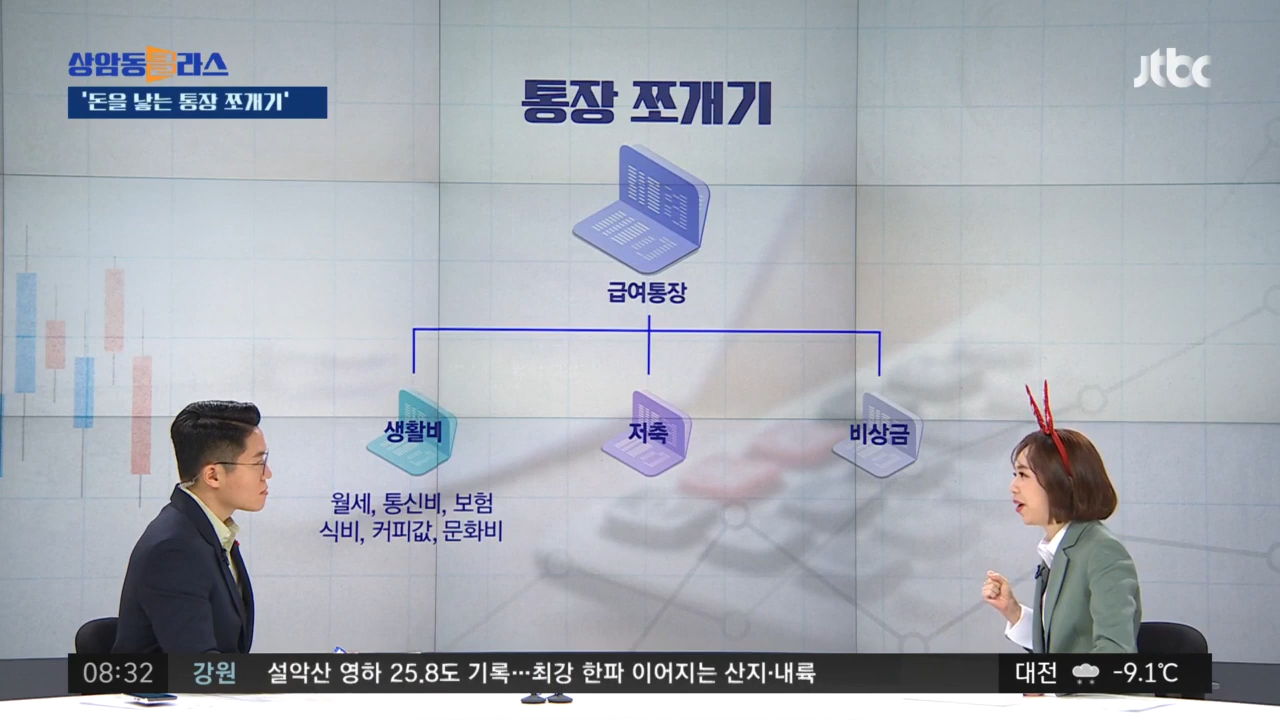 상암동클라스
'돈을 낳는 통장 쪼개기'
jtbc
통장 쪼개기
급여통장
생활비
저축
비상금
월세, 통신비, 보험
식비, 커피값, 문화비
08:32 강원 설악산 영하 25.8도 기록…최강 한파 이어지는 산지·내륙 대전 -9.1℃